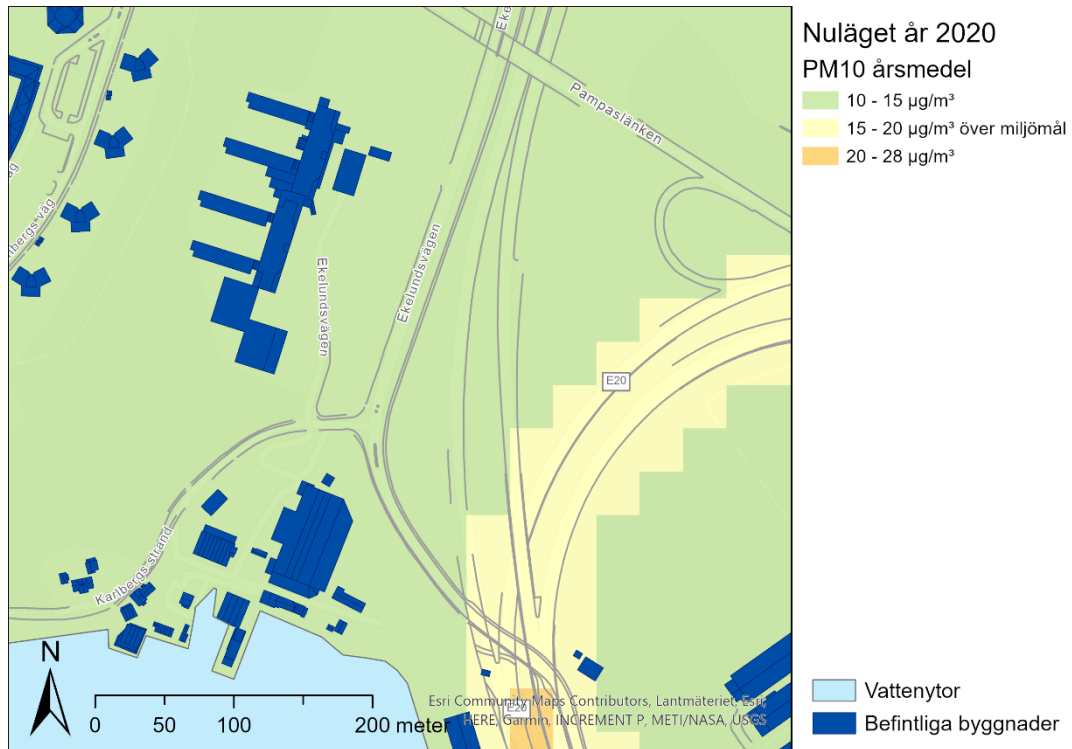 Eke
Pampaslänken
Ekelundsvägen
Ekelundsvägen
E20
Karlbergs strand
lbergs väg
N
0 50 100 200 meter
E20
Esri Community Maps Contributors, Lantmäteriet, Esri,
HERE, Garmin, INCREMENT P, METI/NASA, USGS
Nuläget år 2020
PM10 årsmedel
10 - 15 µg/m³
15 - 20 µg/m³ över miljömål
20 - 28 µg/m³
Vattenytor
Befintliga byggnader